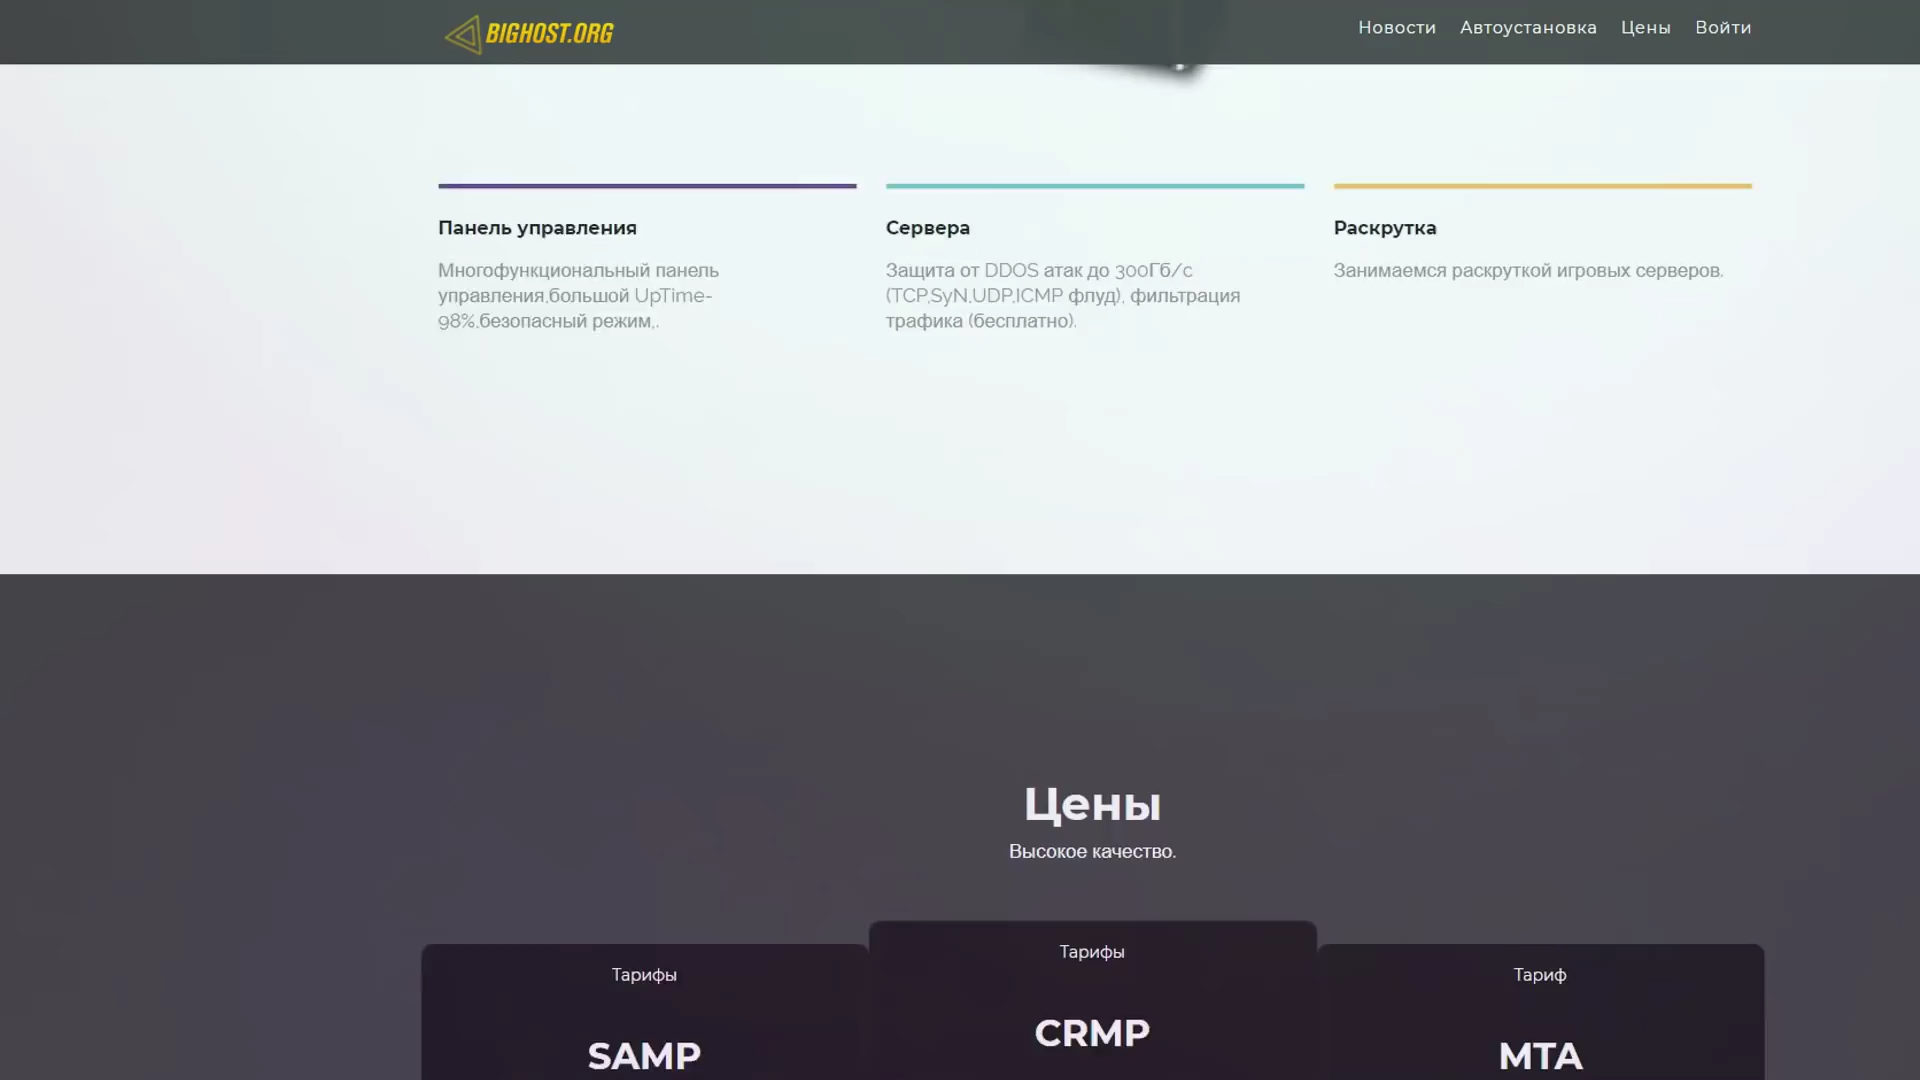 BIGHOST.ORG
Новости Автоустановка Цены Войти
Панель управления
Многофункциональный панель
управления,большой UpTime-
98%,безопасный режим,.
Сервера
Защита от DDOS атак до 300Гб/с
(TCP,SyN,UDP,ICMP флуд), фильтрация
трафика (бесплатно).
Раскрутка
Занимаемся раскруткой игровых серверов.
Цены
Высокое качество.
Тарифы
SAMP
Тарифы
CRMP
Тариф
MTA